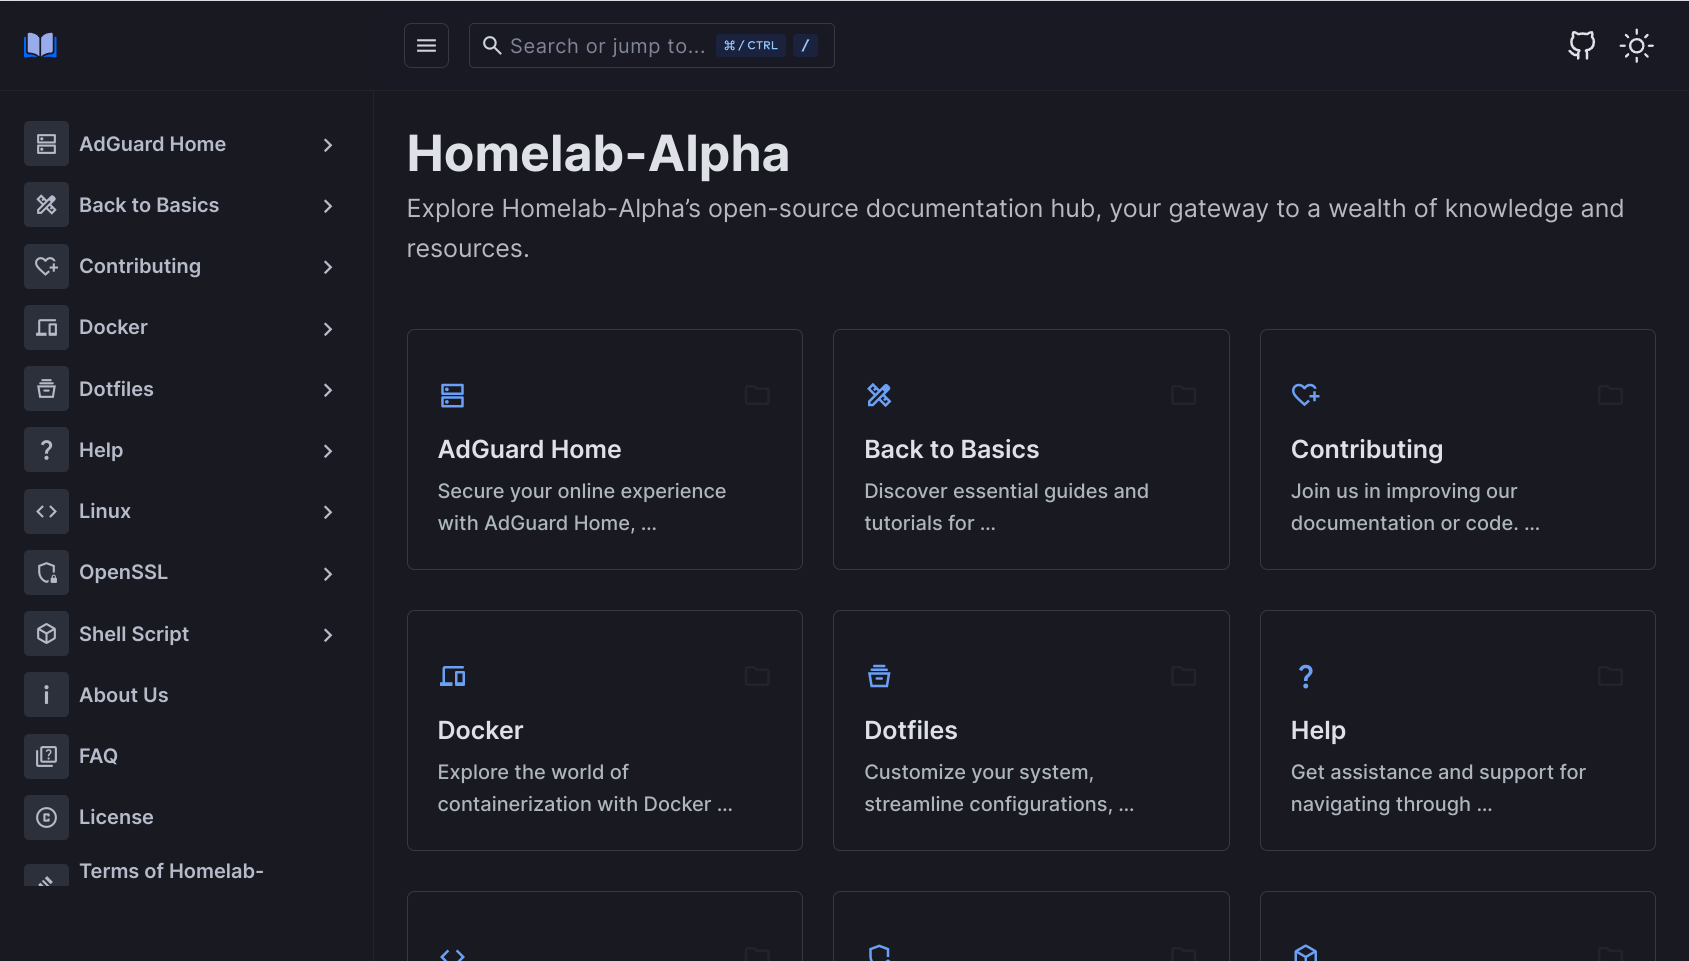 Search or jump to...
⌘/CTRL
/
AdGuard Home
Back to Basics
Contributing
Docker
Dotfiles
Help
Linux
OpenSSL
Shell Script
About Us
FAQ
License
Terms of Homelab-
Homelab-Alpha
Explore Homelab-Alpha’s open-source documentation hub, your gateway to a wealth of knowledge and
resources.
AdGuard Home
Secure your online experience
with AdGuard Home, ...
Back to Basics
Discover essential guides and
tutorials for ...
Contributing
Join us in improving our
documentation or code. ...
Docker
Explore the world of
containerization with Docker ...
Dotfiles
Customize your system,
streamline configurations, ...
Help
Get assistance and support for
navigating through ...